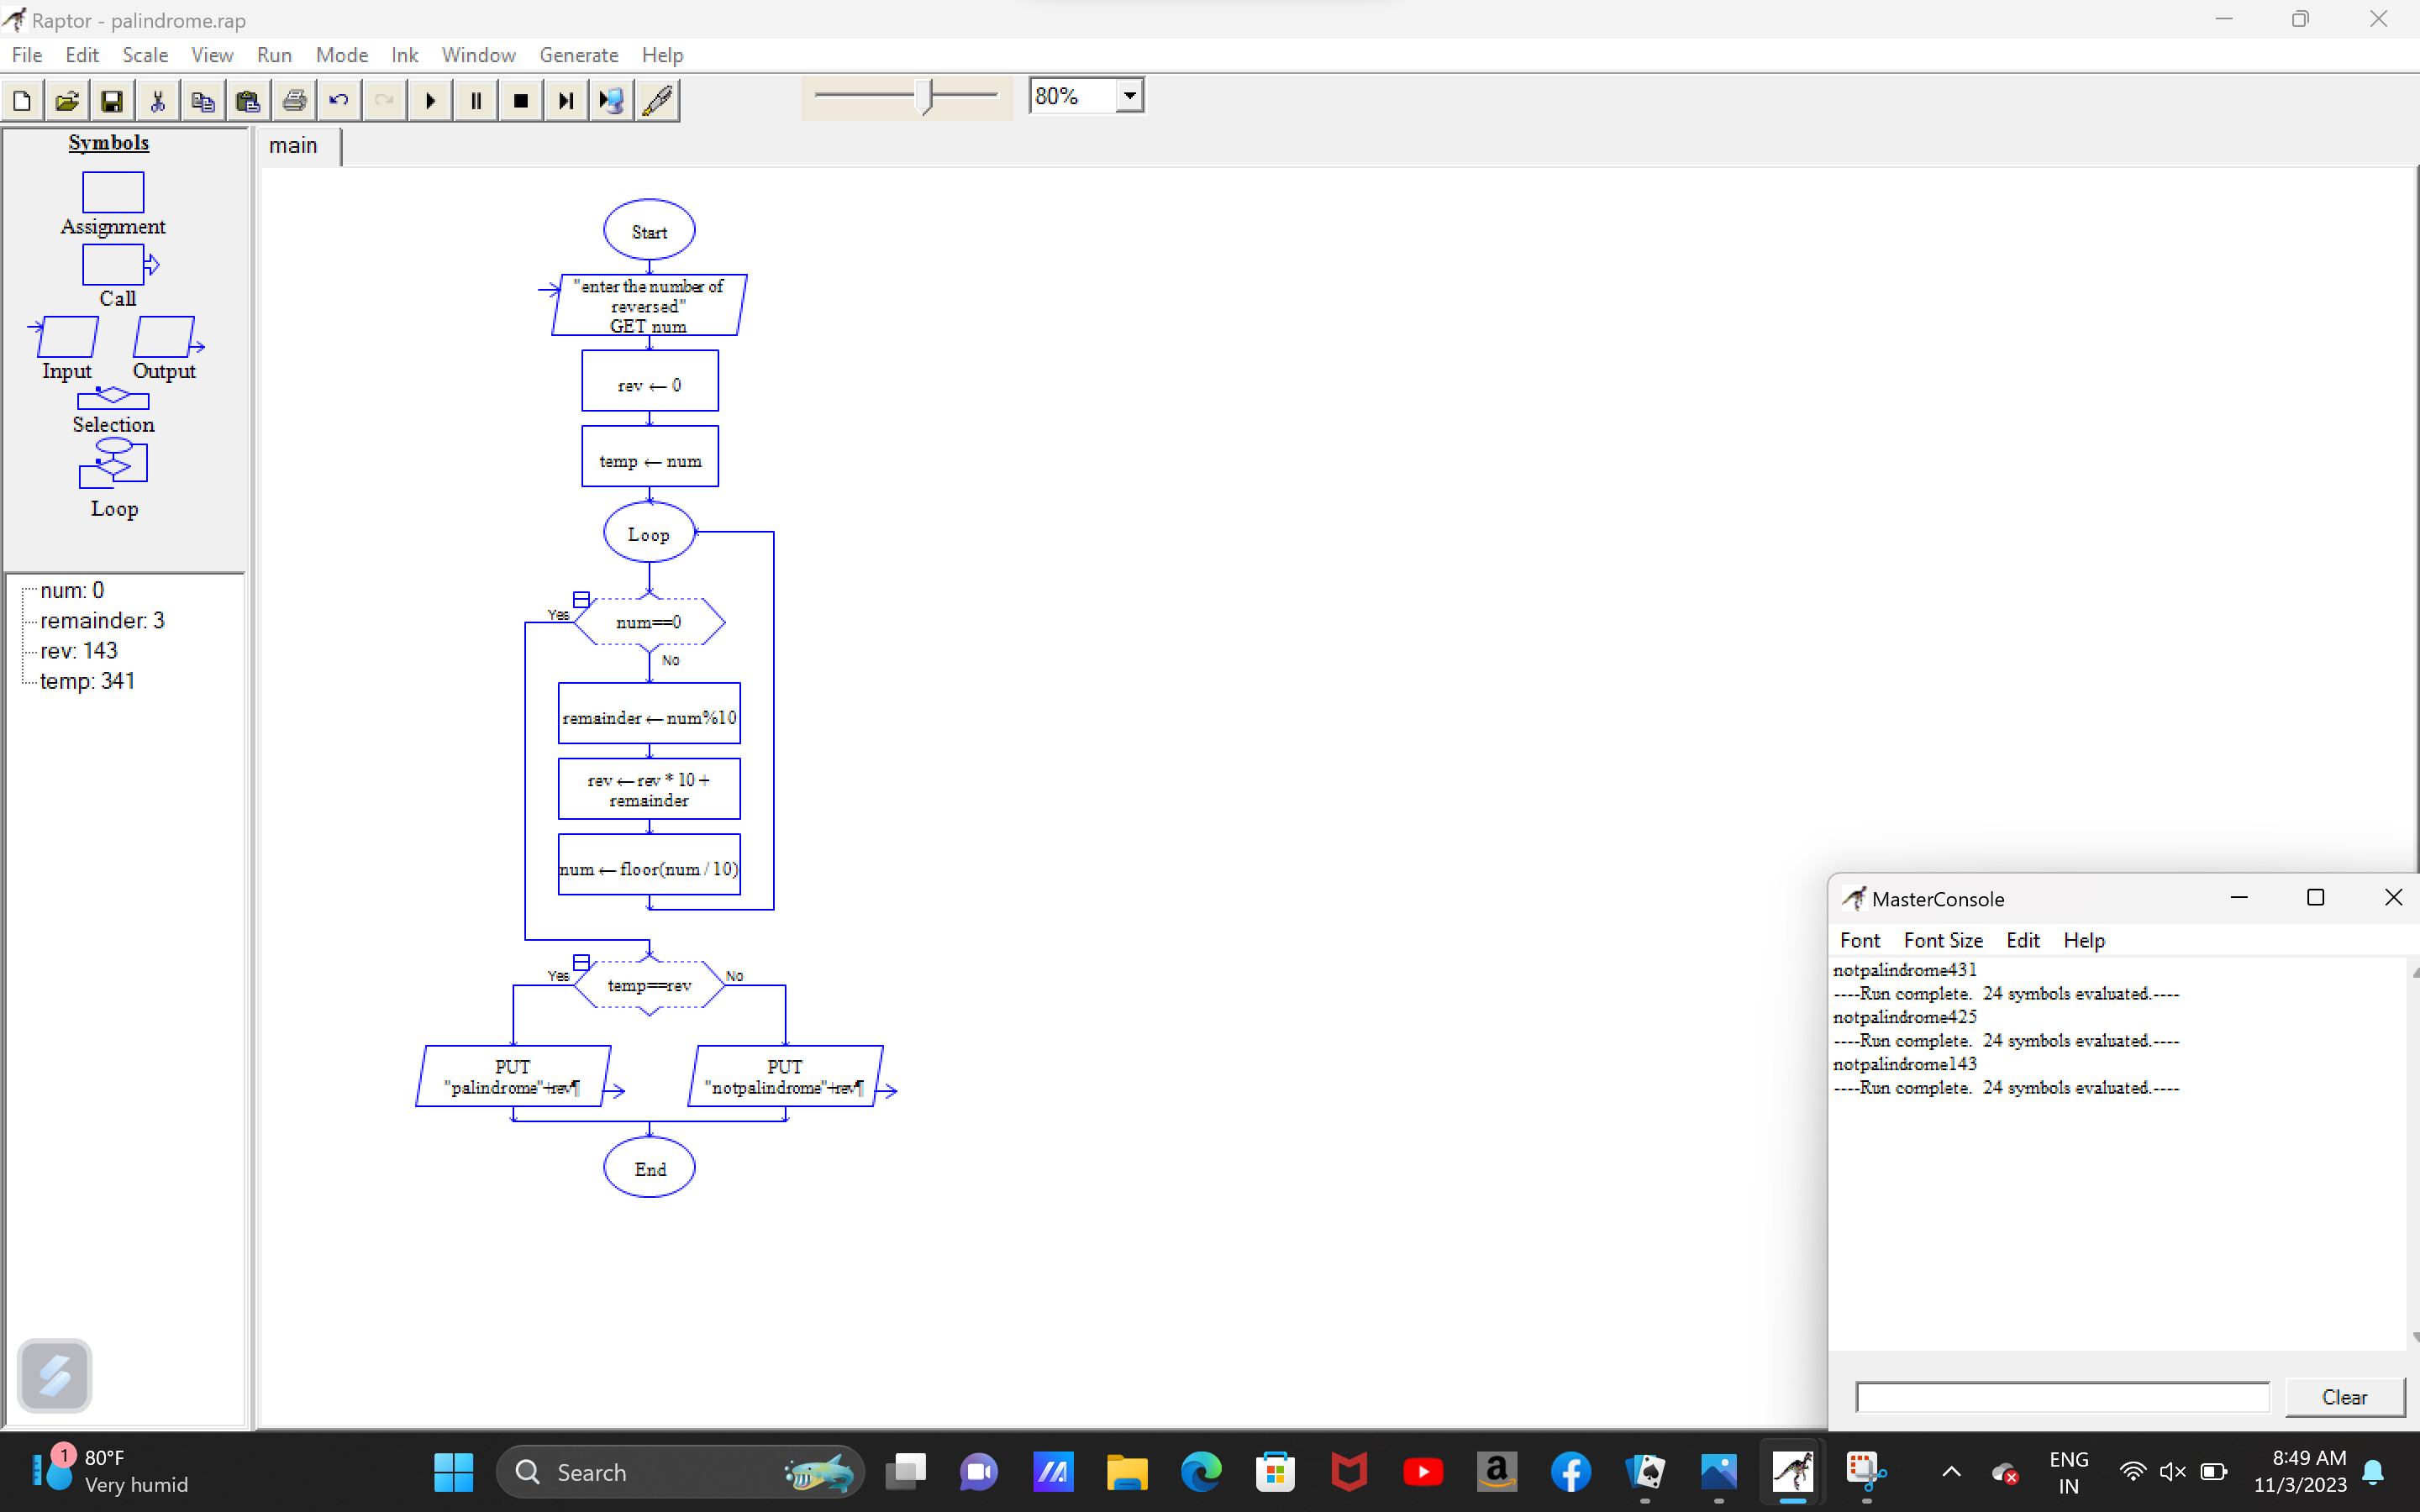 Raptor - palindrome.rap
File Edit Scale View Run Mode Ink Window Generate Help
80%
Symbols
Assignment
Call
Input Output
Selection
Loop
num: 0
remainder: 3
rev: 143
temp: 341
main
Start
"enter the number of
reversed"
GET num
rev ← 0
temp ← num
Loop
Yes
num==0
No
remainder ← num%10
rev ← rev * 10 +
remainder
num ← floor(num / 10)
Yes
temp==rev
No
PUT
"palindrome"+rev¶
PUT
"notpalindrome"+rev¶
End
MasterConsole
Font Font Size Edit Help
notpalindrome431
----Run complete.  24 symbols evaluated.----
notpalindrome425
----Run complete.  24 symbols evaluated.----
notpalindrome143
----Run complete.  24 symbols evaluated.----
Clear
1
80°F
Very humid
Search
a
ENG
IN
8:49 AM
11/3/2023